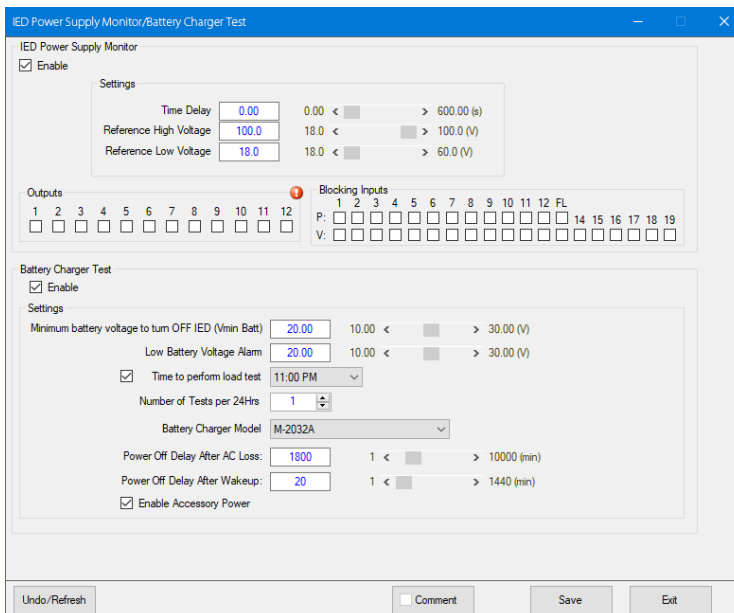 IED Power Supply Monitor/Battery Charger Test
IED Power Supply Monitor
Enable
Settings
Time Delay 0.00 0.00 < > 600.00 (s)
Reference High Voltage 100.0 18.0 < > 100.0 (V)
Reference Low Voltage 18.0 18.0 < > 60.0 (V)
Outputs
1 2 3 4 5 6 7 8 9 10 11 12
Blocking Inputs
1 2 3 4 5 6 7 8 9 10 11 12 FL
P: 14 15 16 17 18 19
V:
Battery Charger Test
Enable
Settings
Minimum battery voltage to turn OFF IED (Vmin Batt) 20.00 10.00 < > 30.00 (V)
Low Battery Voltage Alarm 20.00 10.00 < > 30.00 (V)
Time to perform load test 11:00 PM
Number of Tests per 24Hrs 1
Battery Charger Model M-2032A
Power Off Delay After AC Loss: 1800 1 < > 10000 (min)
Power Off Delay After Wakeup: 20 1 < > 1440 (min)
Enable Accessory Power
Undo/Refresh Comment Save Exit